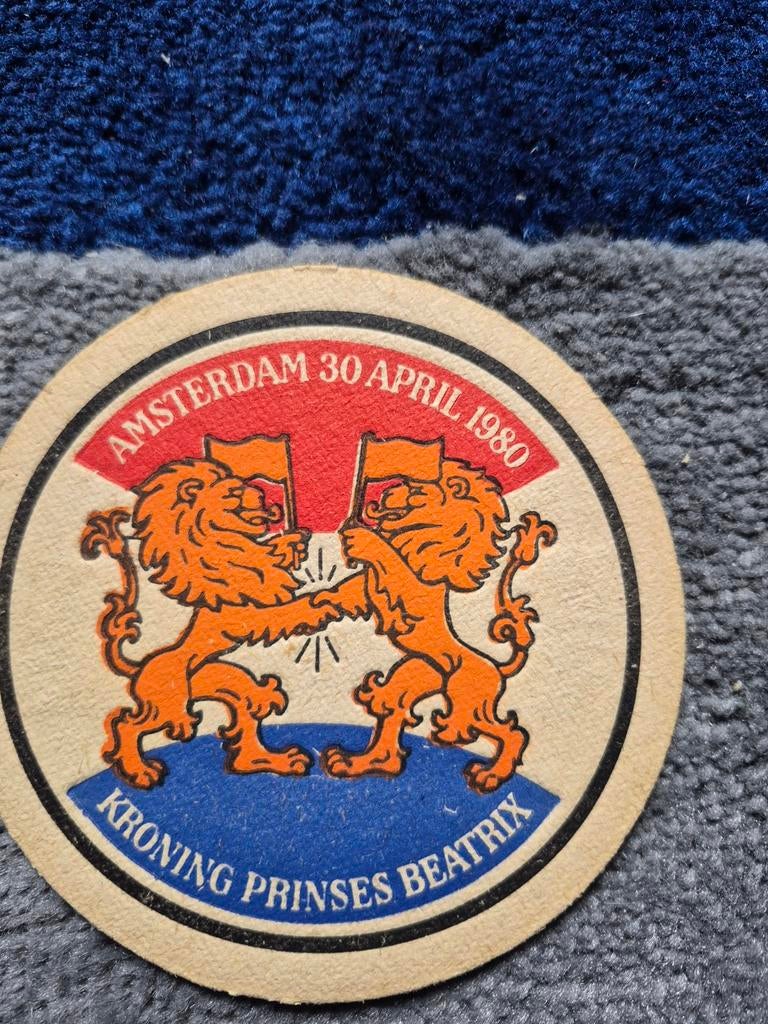 AMSTERDAM 30 APRIL 1980
KRONING PRINSES BEATRIX